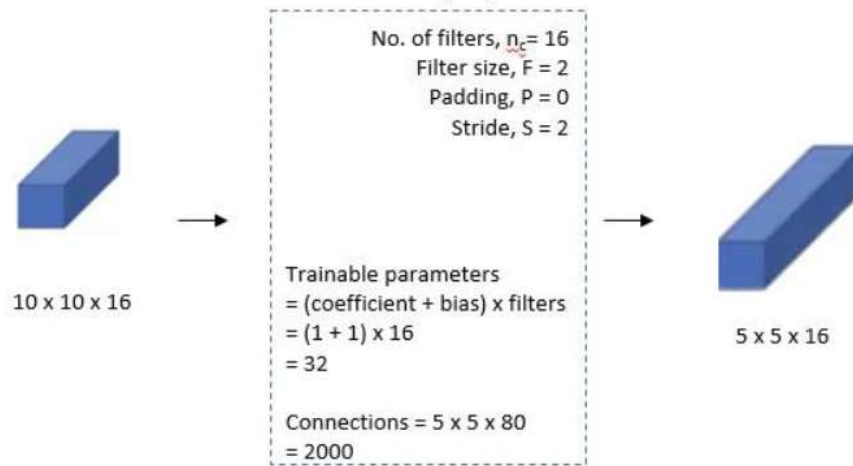 No. of filters, nc= 16
Filter size, F = 2
Padding, P = 0
Stride, S = 2
10 x 10 x 16
Trainable parameters
= (coefficient + bias) x filters
= (1 + 1) x 16
= 32
Connections = 5 x 5 x 80
= 2000
5 x 5 x 16